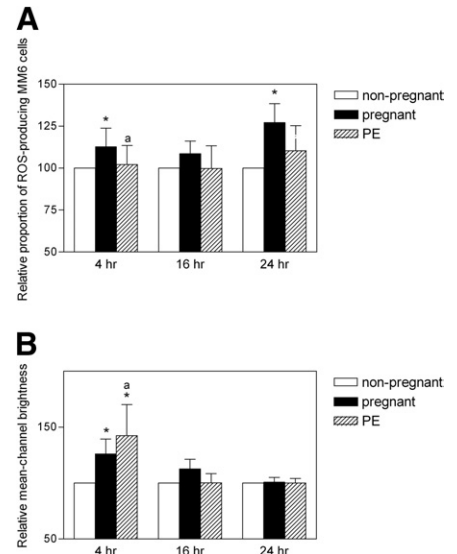 A
Relative proportion of ROS-producing MM6 cells
150
125
100
75
50
*
a
*
4 hr
16 hr
24 hr
non-pregnant
pregnant
PE
B
Relative mean-channel brightness
150
50
*
a
*
4 hr
16 hr
24 hr
non-pregnant
pregnant
PE